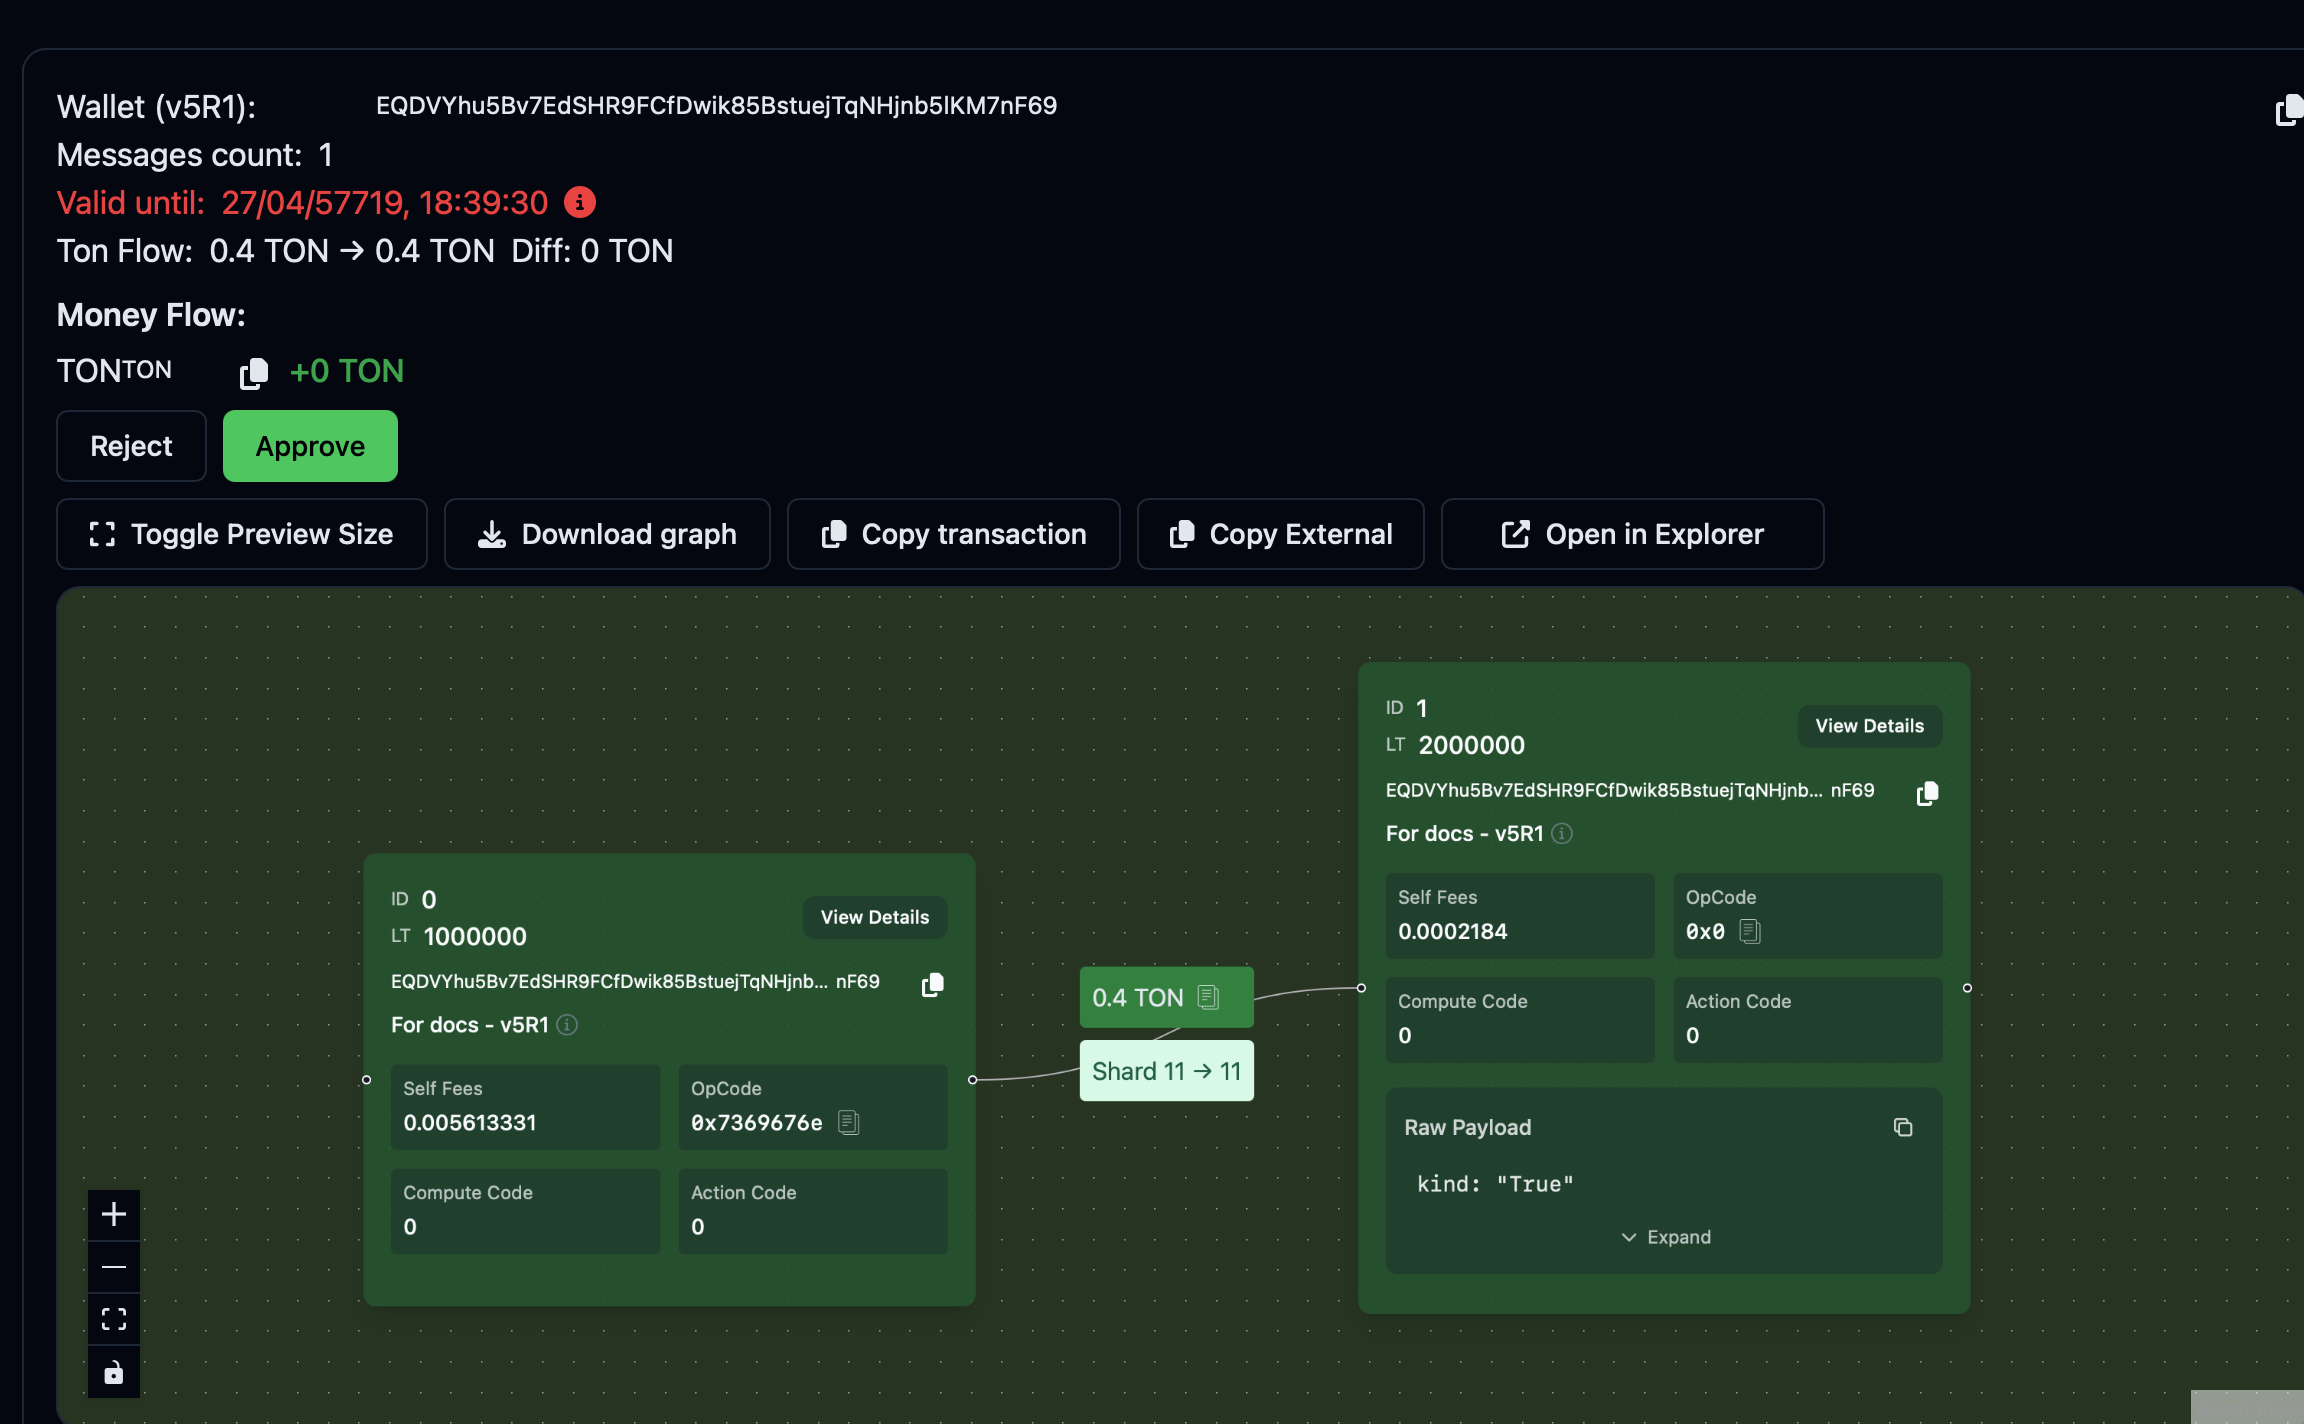 Wallet (v5R1): EQDVYhu5Bv7EdSHR9FCfDwik85BstuejTqNHjnb5lKM7nF69
Messages count: 1
Valid until: 27/04/57719, 18:39:30
Ton Flow: 0.4 TON → 0.4 TON Diff: 0 TON
Money Flow:
TONTON +0 TON
Reject Approve
Toggle Preview Size Download graph Copy transaction Copy External Open in Explorer
ID 0
LT 1000000
View Details
EQDVYhu5Bv7EdSHR9FCfDwik85BstuejTqNHjnb... nF69
For docs - v5R1
Self Fees
0.005613331
OpCode
0x7369676e
Compute Code
0
Action Code
0
0.4 TON
Shard 11 → 11
ID 1
LT 2000000
View Details
EQDVYhu5Bv7EdSHR9FCfDwik85BstuejTqNHjnb... nF69
For docs - v5R1
Self Fees
0.0002184
OpCode
0x0
Compute Code
0
Action Code
0
Raw Payload
kind: "True"
Expand